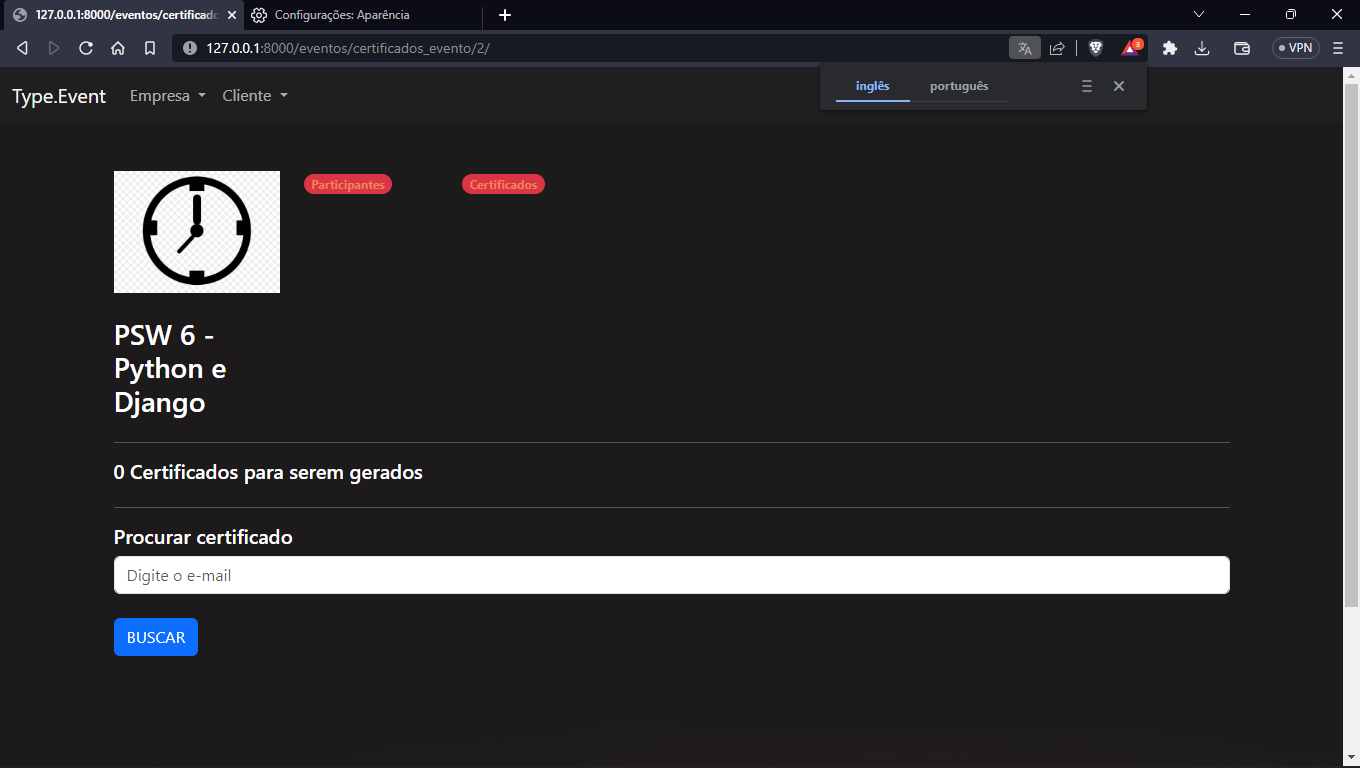 127.0.0.1:8000/eventos/certificado
Configurações: Aparência
127.0.0.1:8000/eventos/certificados_evento/2/
3
VPN
Type.Event
Empresa
Cliente
inglês
português
Participantes
Certificados
PSW 6 -
Python e
Django
0 Certificados para serem gerados
Procurar certificado
Digite o e-mail
BUSCAR